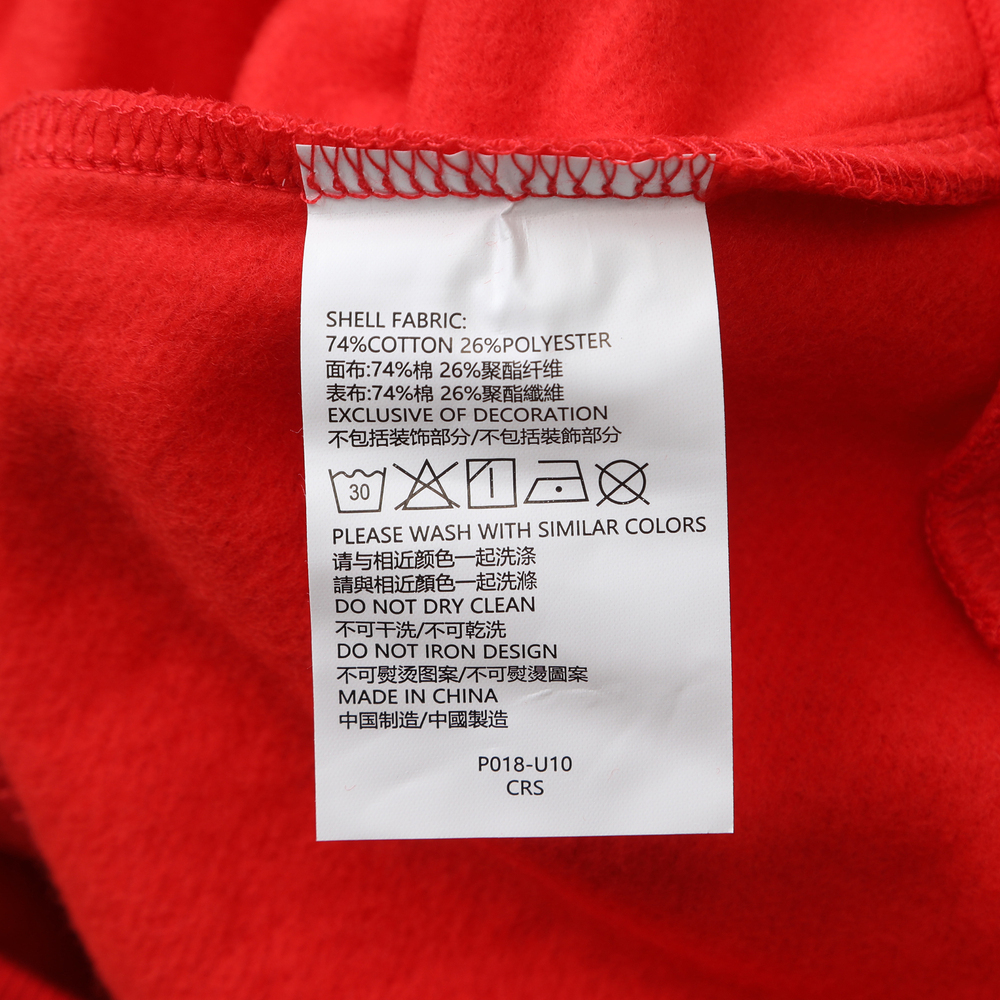 SHELL FABRIC:
74%COTTON 26%POLYESTER
面布:74%棉 26%聚酯纤维
表布:74%棉 26%聚酯纖維
EXCLUSIVE OF DECORATION
不包括装饰部分/不包括裝飾部分
30
PLEASE WASH WITH SIMILAR COLORS
请与相近颜色一起洗涤
請與相近顏色一起洗滌
DO NOT DRY CLEAN
不可干洗/不可乾洗
DO NOT IRON DESIGN
不可熨烫图案/不可熨燙圖案
MADE IN CHINA
中国制造/中國製造
P018-U10
CRS